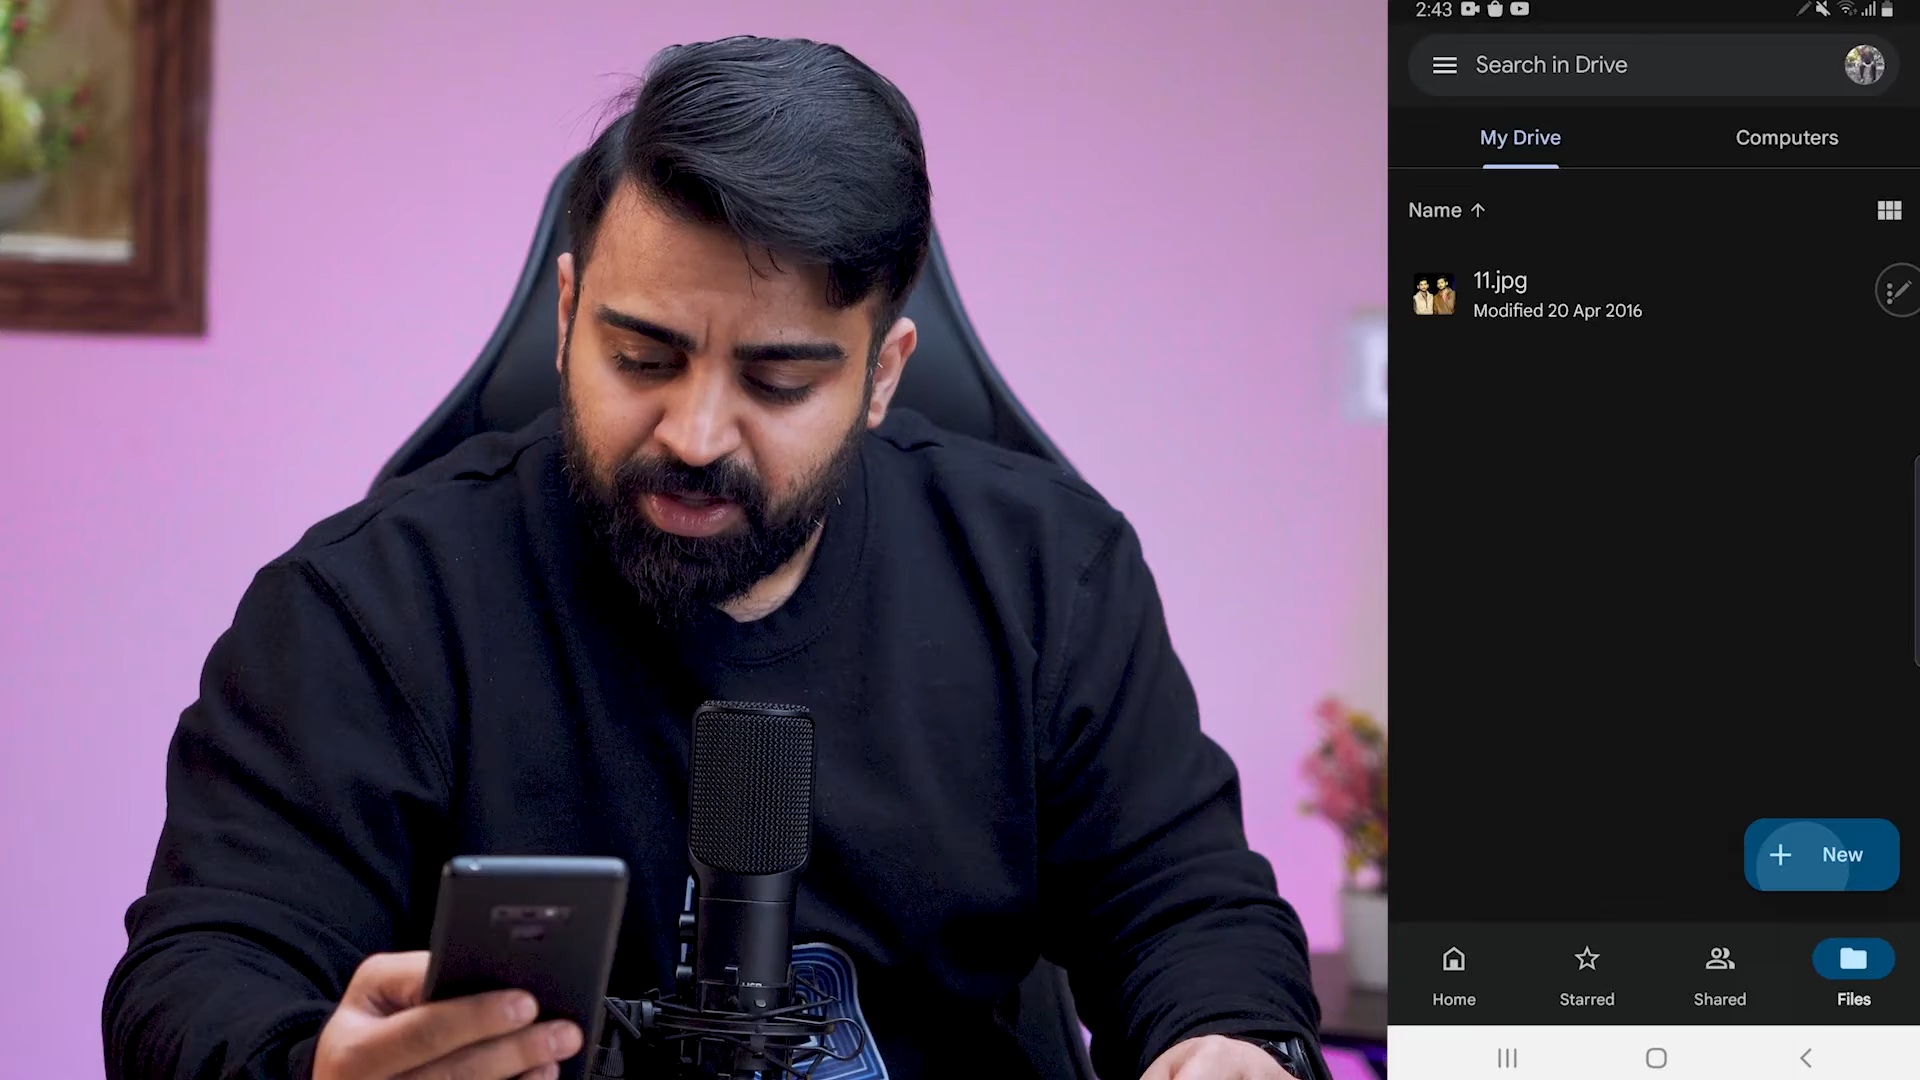 2:43
Search in Drive
My Drive
Computers
Name
11.jpg
Modified 20 Apr 2016
New
Home
Starred
Shared
Files